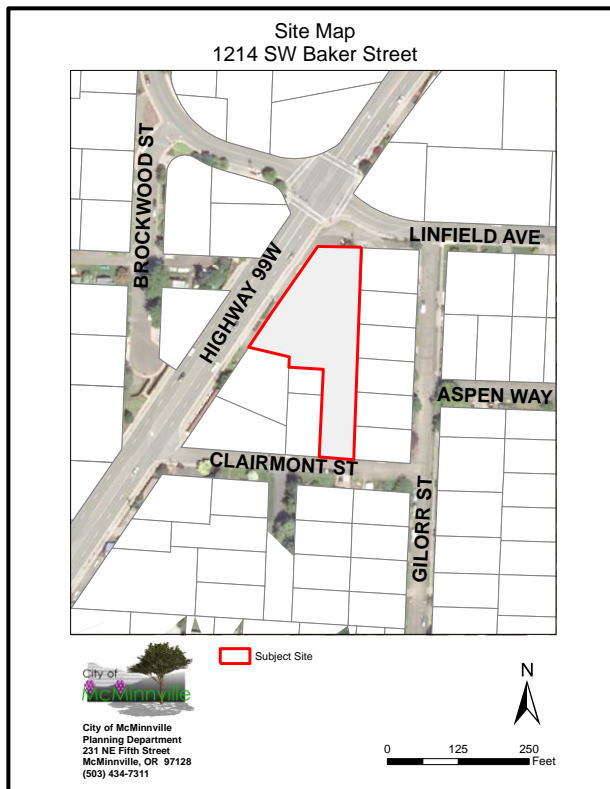 Site Map
1214 SW Baker Street
BROCKWOOD ST
HIGHWAY 99W
LINFIELD AVE
ASPEN WAY
CLAIRMONT ST
GILORR ST
Subject Site
City of
McMinnville
City of McMinnville
Planning Department
231 NE Fifth Street
McMinnville, OR  97128
(503) 434-7311
N
0 125 250
Feet